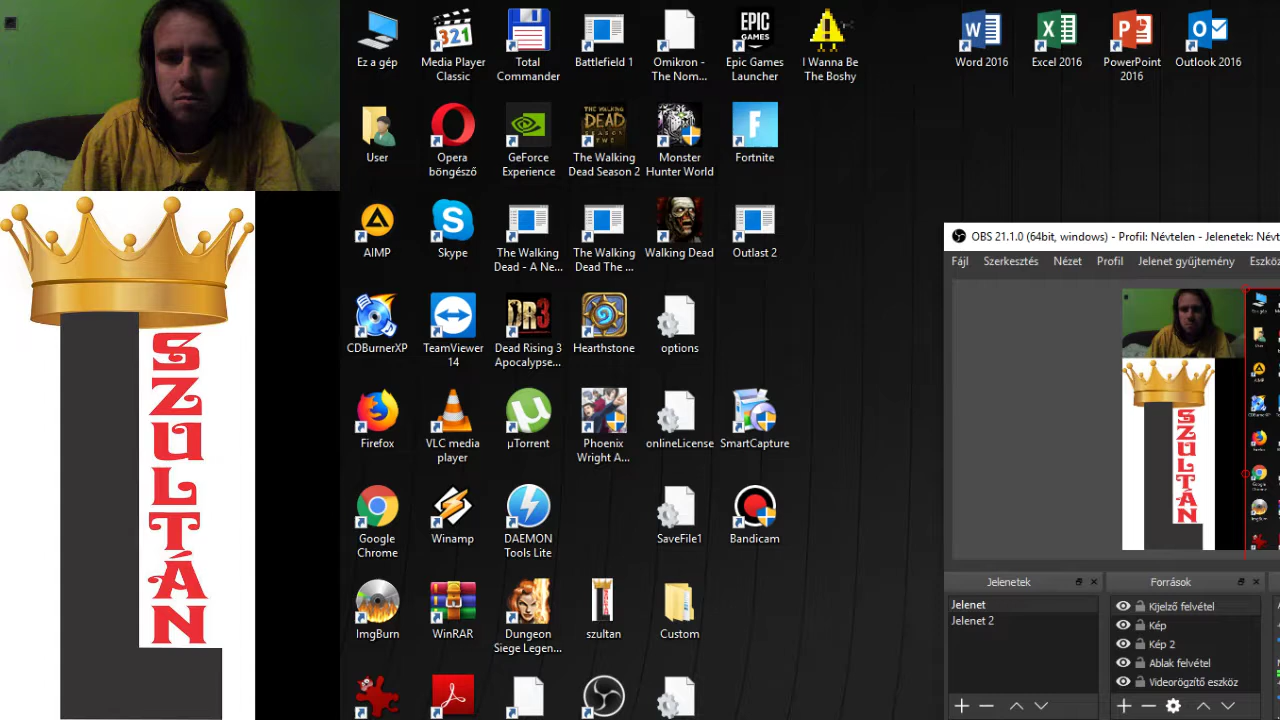 SZULTÁN
Ez a gép
Media Player
Classic
Total
Commander
Battlefield 1
Omikron -
The Nom...
Epic Games
Launcher
I Wanna Be
The Boshy
Word 2016
Excel 2016
PowerPoint
2016
Outlook 2016
User
Opera
böngésző
GeForce
Experience
The Walking
Dead Season 2
Monster
Hunter World
Fortnite
AIMP
Skype
The Walking
Dead - A Ne...
The Walking
Dead The ...
Walking Dead
Outlast 2
CDBurnerXP
TeamViewer
14
Dead Rising 3
Apocalypse...
Hearthstone
options
Firefox
VLC media
player
µTorrent
Phoenix
Wright A...
onlineLicense
SmartCapture
Google
Chrome
Winamp
DAEMON
Tools Lite
SaveFile1
Bandicam
ImgBurn
WinRAR
Dungeon
Siege Legen...
szultan
Custom
OBS 21.1.0 (64bit, windows) - Profil: Névtelen - Jelenetek: Névt
Fájl Szerkesztés Nézet Profil Jelenet gyűjtemény Eszköz
SZULTÁN
Jelenetek
Források
Jelenet
Jelenet 2
Kijelző felvétel
Kép
Kép 2
Ablak felvétel
Videorögzítő eszköz